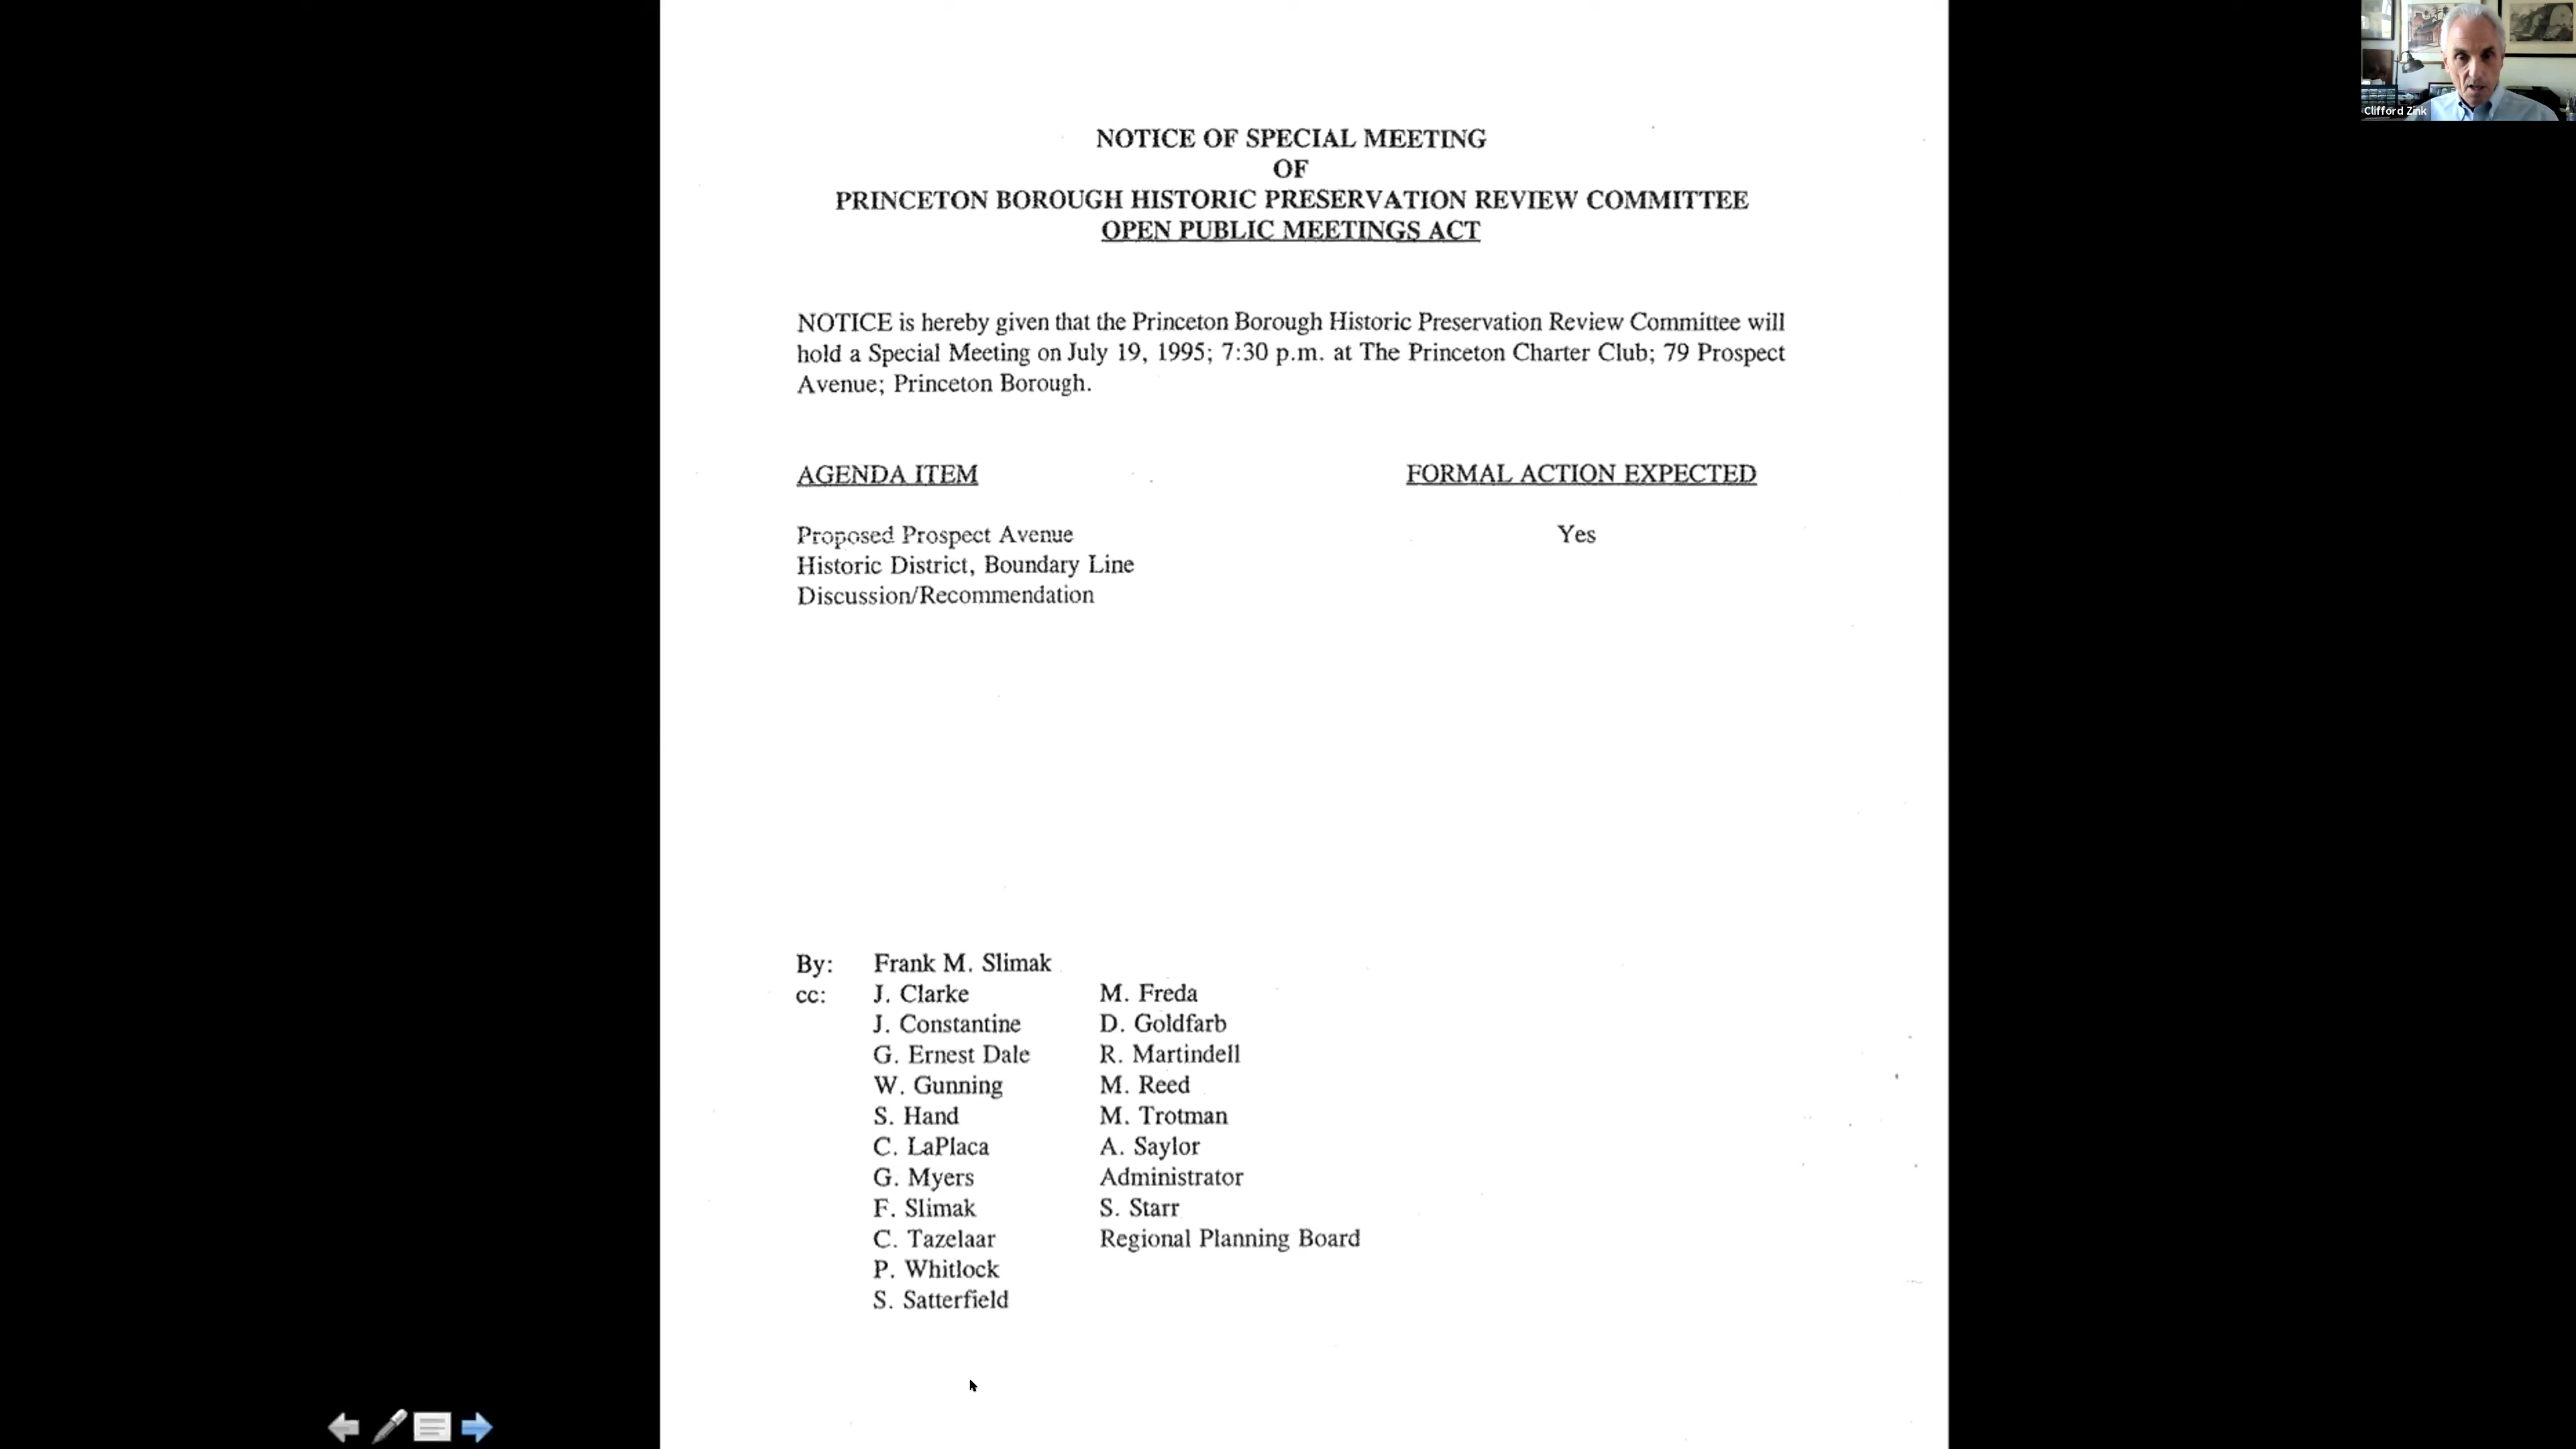 NOTICE OF SPECIAL MEETING
OF
PRINCETON BOROUGH HISTORIC PRESERVATION REVIEW COMMITTEE
OPEN PUBLIC MEETINGS ACT
NOTICE is hereby given that the Princeton Borough Historic Preservation Review Committee will
hold a Special Meeting on July 19, 1995; 7:30 p.m. at The Princeton Charter Club; 79 Prospect
Avenue; Princeton Borough.
AGENDA ITEM FORMAL ACTION EXPECTED
Proposed Prospect Avenue Yes
Historic District, Boundary Line
Discussion/Recommendation
By: Frank M. Slimak
cc: J. Clarke M. Freda
J. Constantine D. Goldfarb
G. Ernest Dale R. Martindell
W. Gunning M. Reed
S. Hand M. Trotman
C. LaPlaca A. Saylor
G. Myers Administrator
F. Slimak S. Starr
C. Tazelaar Regional Planning Board
P. Whitlock
S. Satterfield
Clifford Zink